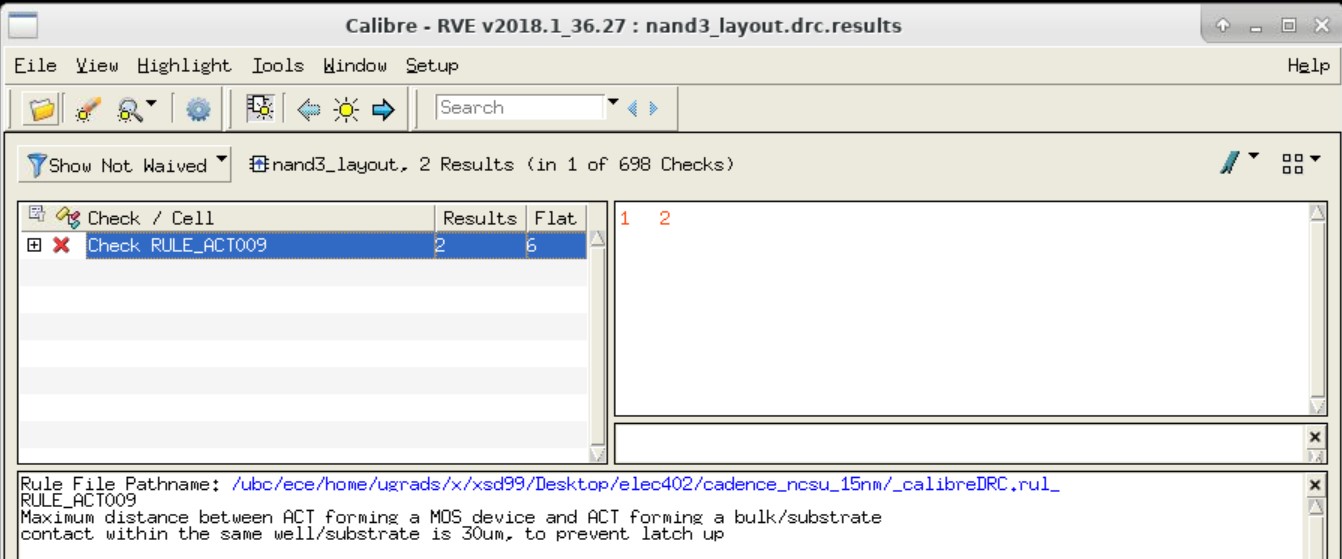 Calibre - RVE v2018.1_36.27 : nand3_layout.drc.results
File View Highlight Tools Window Setup Help
Search
Show Not Waived nand3_layout, 2 Results (in 1 of 698 Checks)
Check / Cell Results Flat
Check RULE_ACT009 2 6
1 2
Rule File Pathname: /ubc/ece/home/ugrads/x/xsd99/Desktop/elec402/cadence_ncsu_15nm/_calibreDRC.rul_
RULE_ACT009
Maximum distance between ACT forming a MOS device and ACT forming a bulk/substrate
contact within the same well/substrate is 30um, to prevent latch up